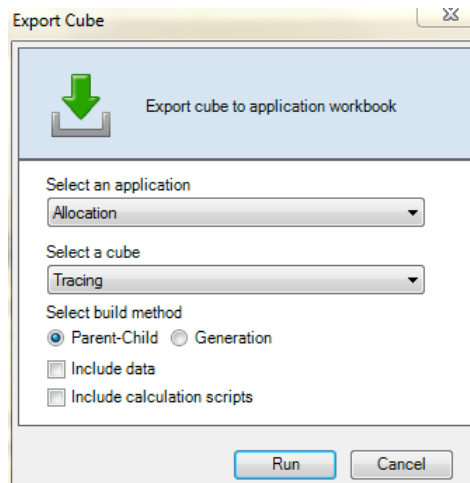 Export Cube
Export cube to application workbook
Select an application
Allocation
Select a cube
Tracing
Select build method
Parent-Child Generation
Include data
Include calculation scripts
Run Cancel